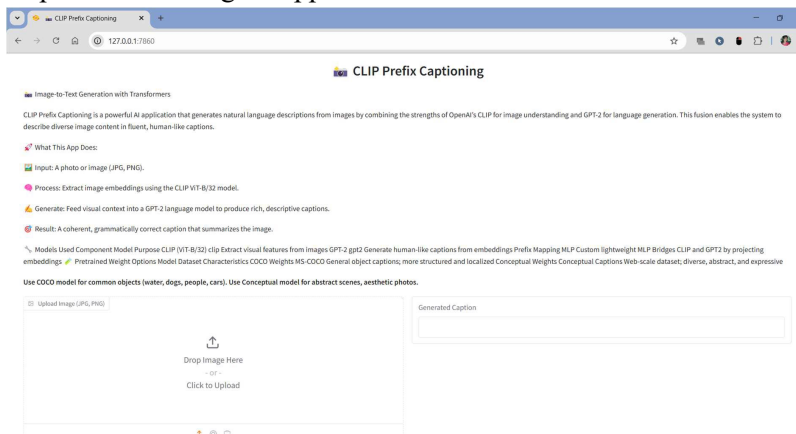 CLIP Prefix Captioning
127.0.0.1:7860
CLIP Prefix Captioning
Image-to-Text Generation with Transformers
CLIP Prefix Captioning is a powerful AI application that generates natural language descriptions from images by combining the strengths of OpenAI's CLIP for image understanding and GPT-2 for language generation. This fusion enables the system to
describe diverse image content in fluent, human-like captions.
What This App Does:
Input: A photo or image (JPG, PNG).
Process: Extract image embeddings using the CLIP ViT-B/32 model.
Generate: Feed visual context into a GPT-2 language model to produce rich, descriptive captions.
Result: A coherent, grammatically correct caption that summarizes the image.
Models Used Component Model Purpose CLIP (ViT-B/32) clip Extract visual features from images GPT-2 gpt2 Generate human-like captions from embeddings Prefix Mapping MLP Custom lightweight MLP Bridges CLIP and GPT2 by projecting
embeddings Pretrained Weight Options Model Dataset Characteristics COCO Weights MS-COCO General object captions; more structured and localized Conceptual Weights Conceptual Captions Web-scale dataset; diverse, abstract, and expressive
Use COCO model for common objects (water, dogs, people, cars). Use Conceptual model for abstract scenes, aesthetic photos.
Upload Image (JPG, PNG)
Generated Caption
Drop Image Here
- or -
Click to Upload